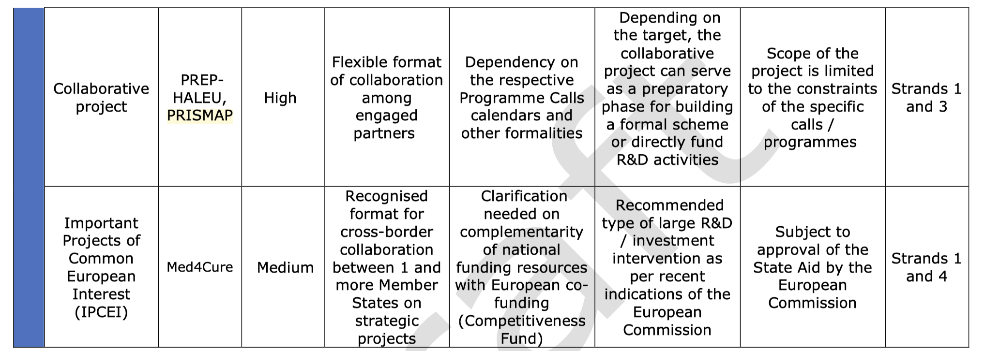 Collaborative
project
PREP-
HALEU,
PRISMAP
High
Flexible format
of collaboration
among
engaged
partners
Dependency on
the respective
Programme Calls
calendars and
other formalities
Depending on
the target, the
collaborative
project can serve
as a preparatory
phase for building
a formal scheme
or directly fund
R&D activities
Scope of the
project is limited
to the constraints
of the specific
calls /
programmes
Strands 1
and 3
Important
Projects of
Common
European
Interest
(IPCEI)
Med4Cure
Medium
Recognised
format for
cross-border
collaboration
between 1 and
more Member
States on
strategic
projects
Clarification
needed on
complementarity
of national
funding resources
with European co-
funding
(Competitiveness
Fund)
Recommended
type of large R&D
/ investment
intervention as
per recent
indications of the
European
Commission
Subject to
approval of the
State Aid by the
European
Commission
Strands 1
and 4